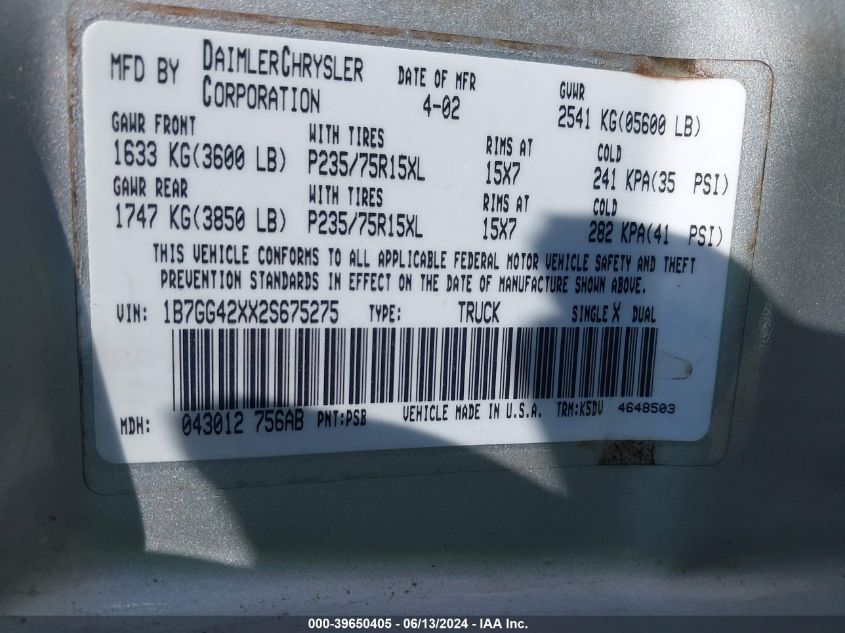 MFD BY DAIMLERCHRYSLER CORPORATION DATE OF MFR 4-02 GVWR 2541 KG(05600 LB)
GAWR FRONT WITH TIRES RIMS AT COLD
1633 KG(3600 LB) P235/75R15XL 15X7 241 KPA(35 PSI)
GAWR REAR WITH TIRES RIMS AT COLD
1747 KG(3850 LB) P235/75R15XL 15X7 282 KPA(41 PSI)
THIS VEHICLE CONFORMS TO ALL APPLICABLE FEDERAL MOTOR VEHICLE SAFETY AND THEFT
PREVENTION STANDARDS IN EFFECT ON THE DATE OF MANUFACTURE SHOWN ABOVE.
VIN: 1B7GG42XX2S675275 TYPE: TRUCK SINGLE X DUAL
MDH: 043012 756AB PNT:PSB VEHICLE MADE IN U.S.A. TRM:K5DV 4648503
000-39650405 - 06/13/2024 - IAA Inc.